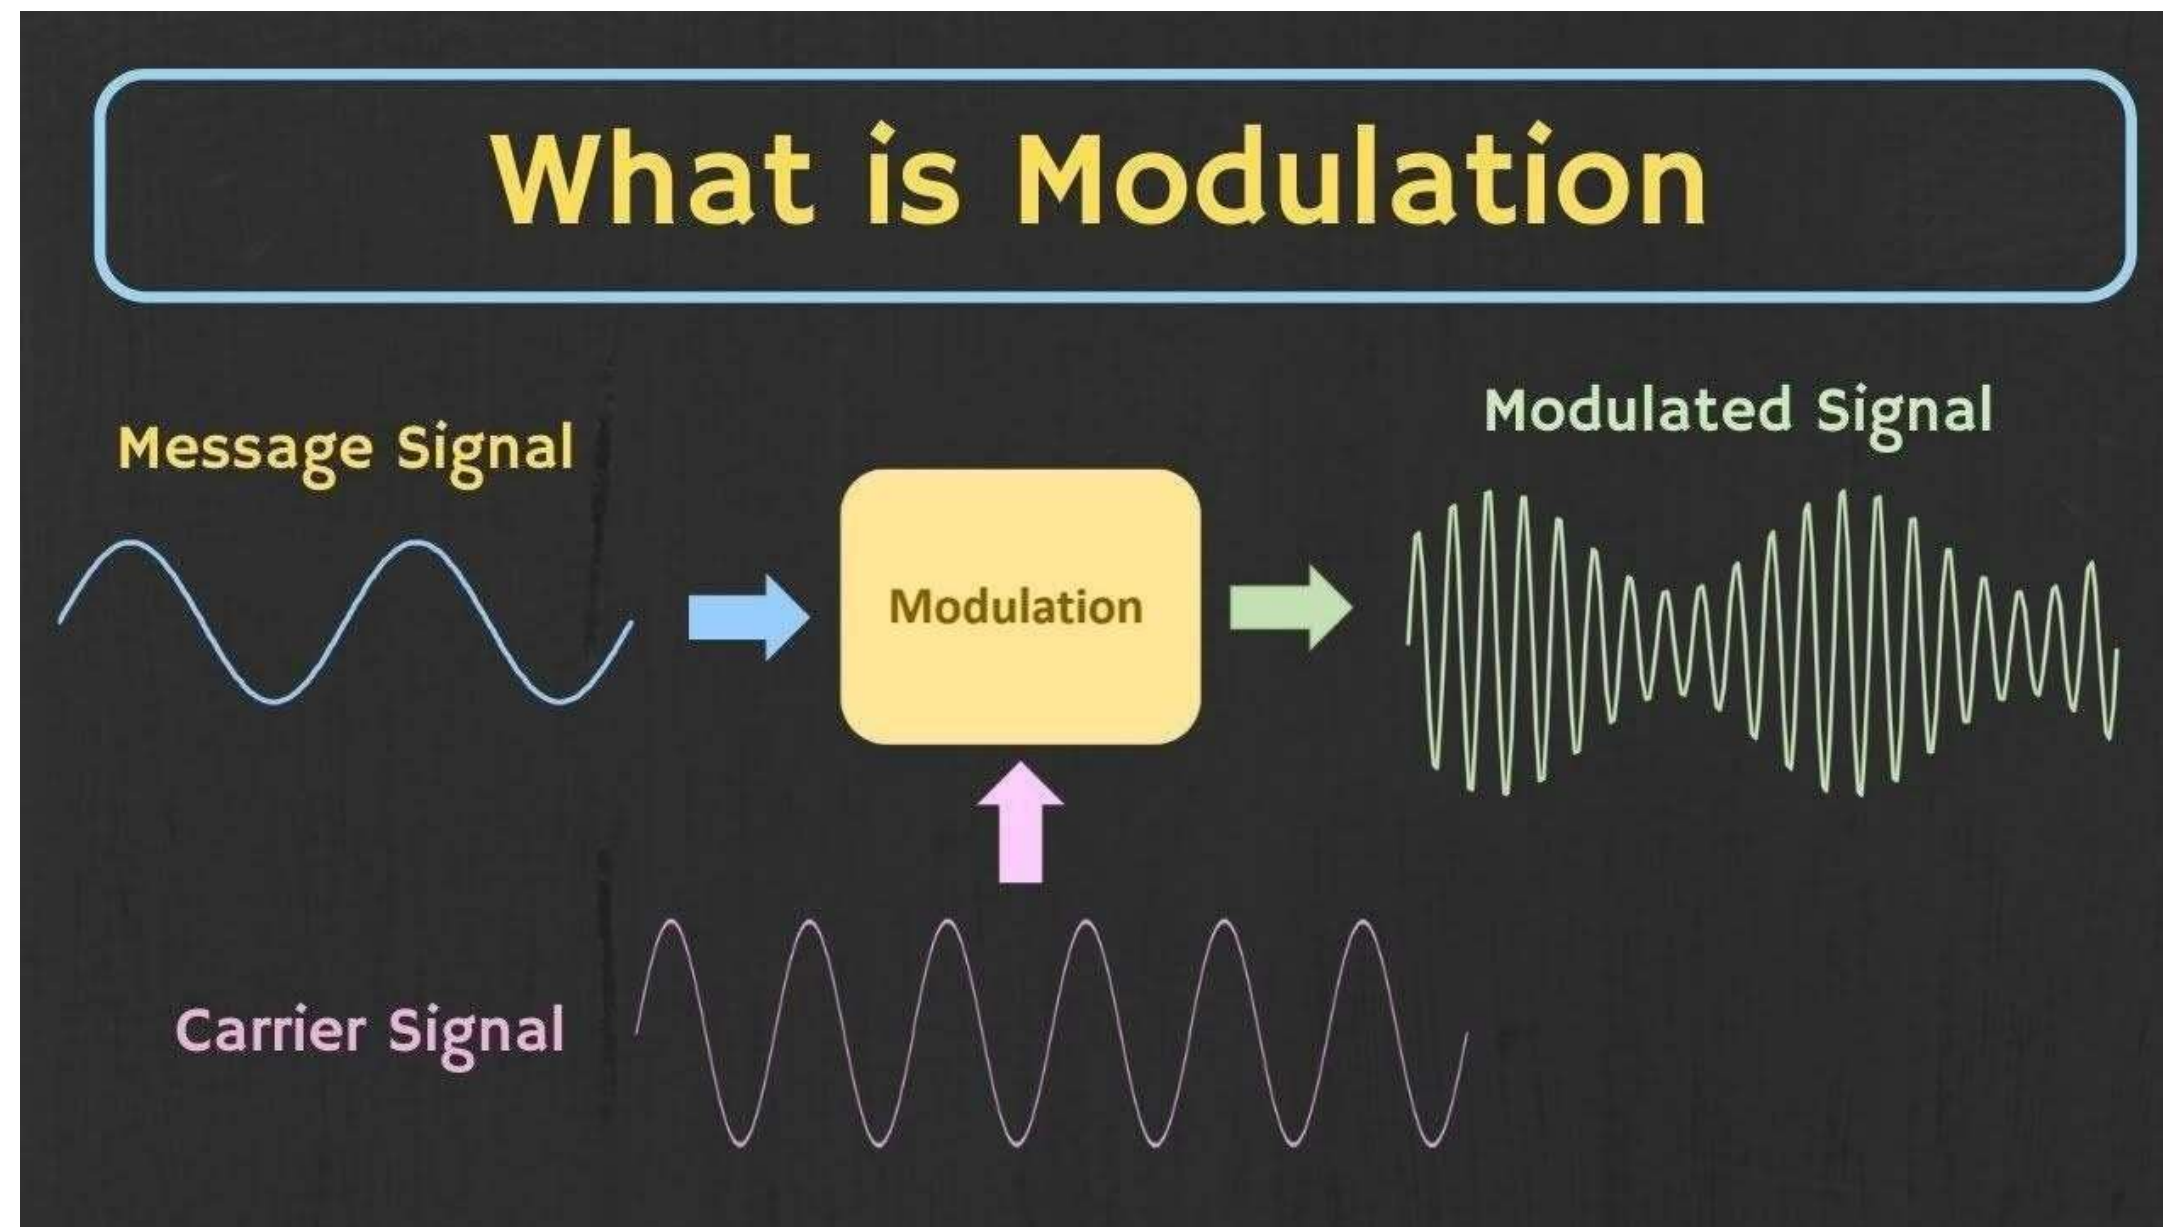 What is Modulation
Message Signal
Modulated Signal
Modulation
Carrier Signal